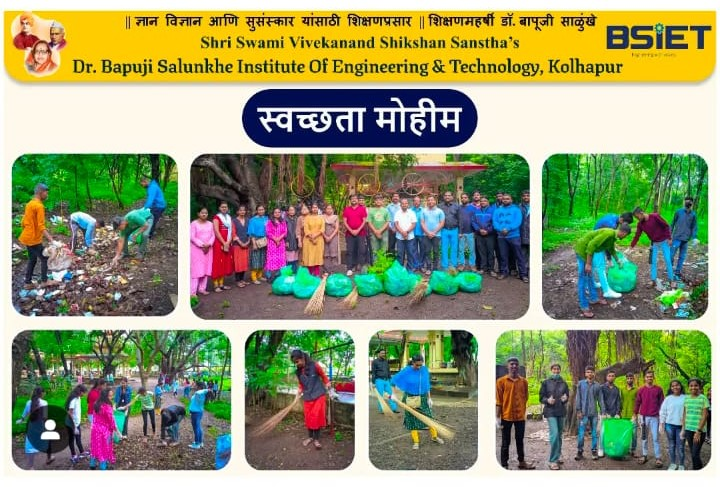 || ज्ञान विज्ञान आणि सुसंस्कार यांसाठी शिक्षणप्रसार || शिक्षणमहर्षी डॉ. बापूजी साळुंखे
Shri Swami Vivekanand Shikshan Sanstha's
BSIET
Dr. Bapuji Salunkhe Institute Of Engineering & Technology, Kolhapur
स्वच्छता मोहीम